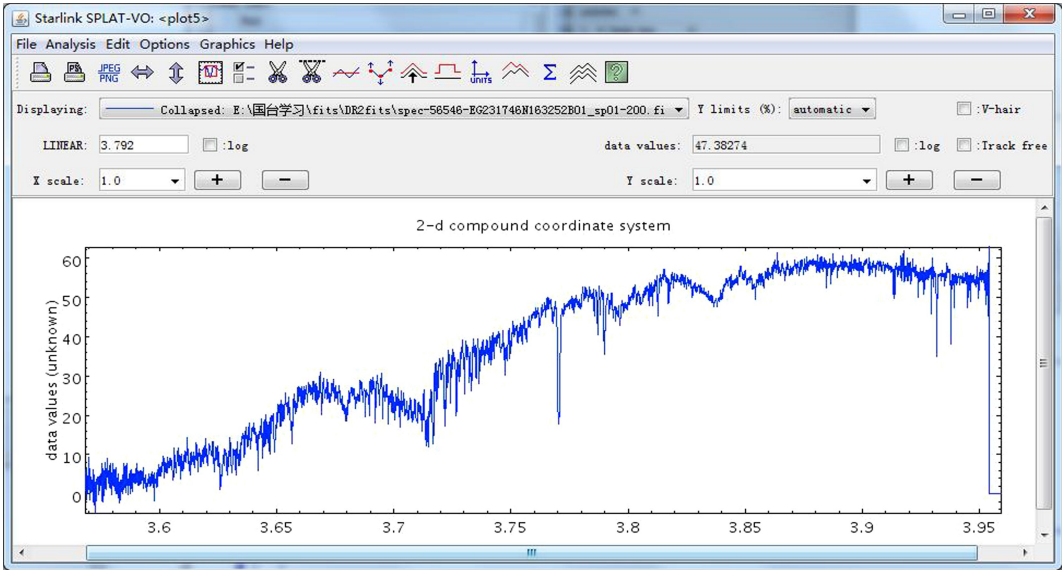 Starlink SPLAT-VO: <plot5>
File Analysis Edit Options Graphics Help
PS JPEG PNG UNITS Σ ?
Displaying: Collapsed: E:\国台学习\fits\DR2fits\spec-56546-EG231746N163252B01_sp01-200.fi Y limits (%): automatic :V-hair
LINEAR: 3.792 :log data values: 47.38274 :log :Track free
X scale: 1.0 + − Y scale: 1.0 + −
2-d compound coordinate system
data values (unknown)
60
50
40
30
20
10
0
3.6 3.65 3.7 3.75 3.8 3.85 3.9 3.95